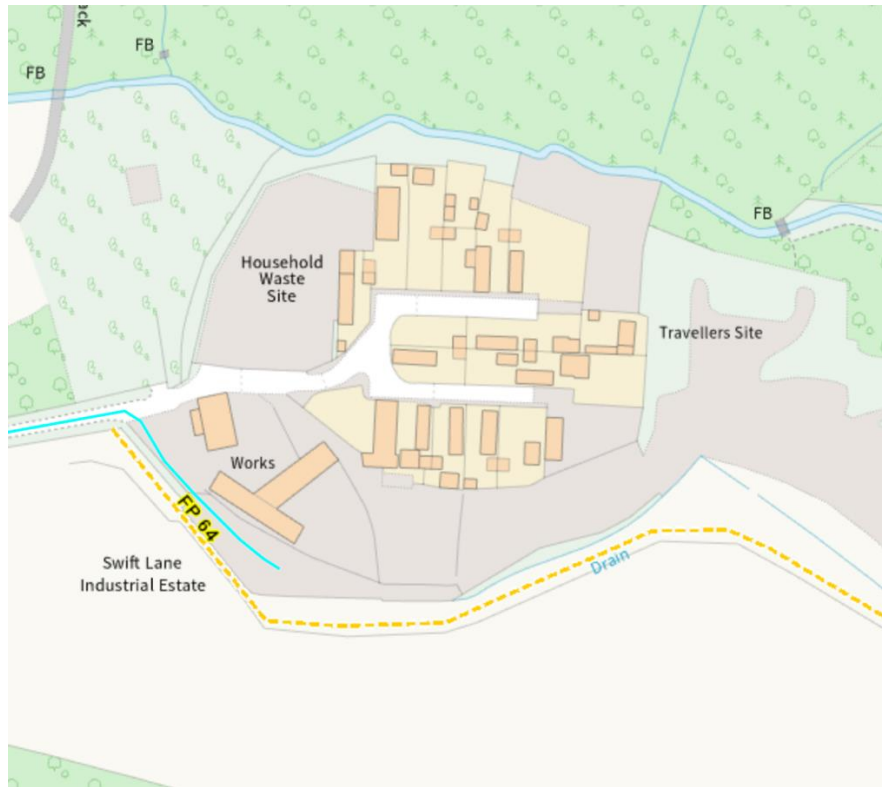 FB
FB
Household
Waste
Site
FB
Travellers Site
Works
FP 64
Swift Lane
Industrial Estate
Drain